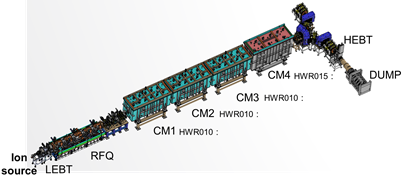 HEBT
CM4 HWR015 :
DUMP
CM3 HWR010 :
CM2 HWR010 :
CM1 HWR010 :
RFQ
Ion
source
LEBT